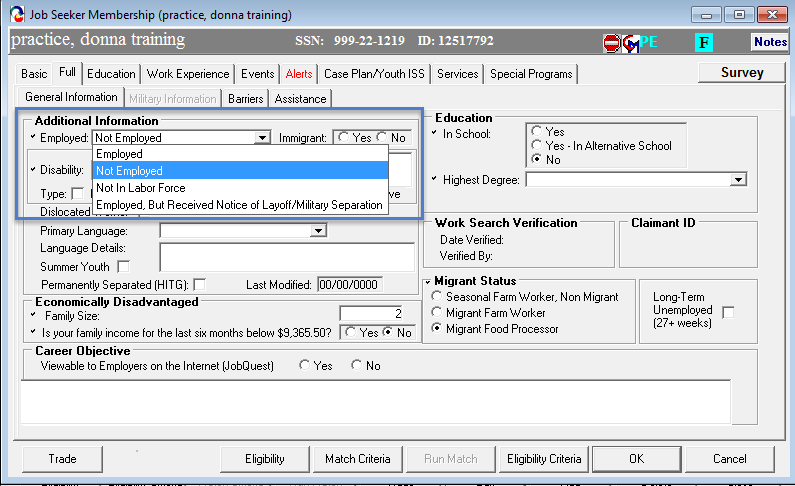 Job Seeker Membership (practice, donna training)
practice, donna training SSN: 999-22-1219 ID: 12517792 PE F Notes
Basic Full Education Work Experience Events Alerts Case Plan/Youth ISS Services Special Programs Survey
General Information Military Information Barriers Assistance
Additional Information
Employed: Not Employed Immigrant: Yes No
Employed
Not Employed
Not In Labor Force
Employed, But Received Notice of Layoff/Military Separation
Disability:
Type:
Primary Language:
Language Details:
Summer Youth
Permanently Separated (HITG): Last Modified: 00/00/0000
Economically Disadvantaged
Family Size: 2
Is your family income for the last six months below $9,365.50? Yes No
Education
In School: Yes
Yes - In Alternative School
No
Highest Degree:
Work Search Verification
Date Verified:
Verified By:
Claimant ID
Migrant Status
Seasonal Farm Worker, Non Migrant
Migrant Farm Worker
Migrant Food Processor
Long-Term
Unemployed
(27+ weeks)
Career Objective
Viewable to Employers on the Internet (JobQuest) Yes No
Trade Eligibility Match Criteria Run Match Eligibility Criteria OK Cancel